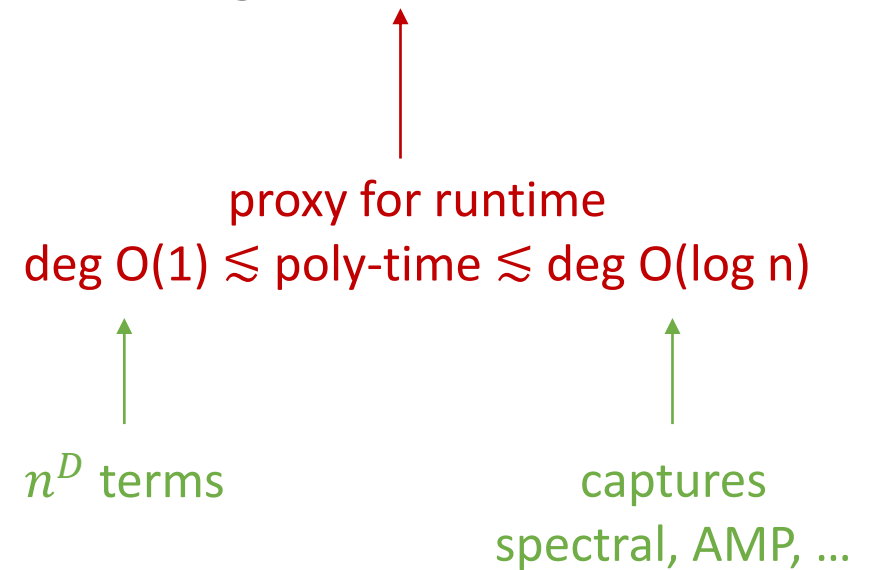 proxy for runtime
deg O(1) ≲ poly-time ≲ deg O(log n)
n^D terms
captures
spectral, AMP, ...